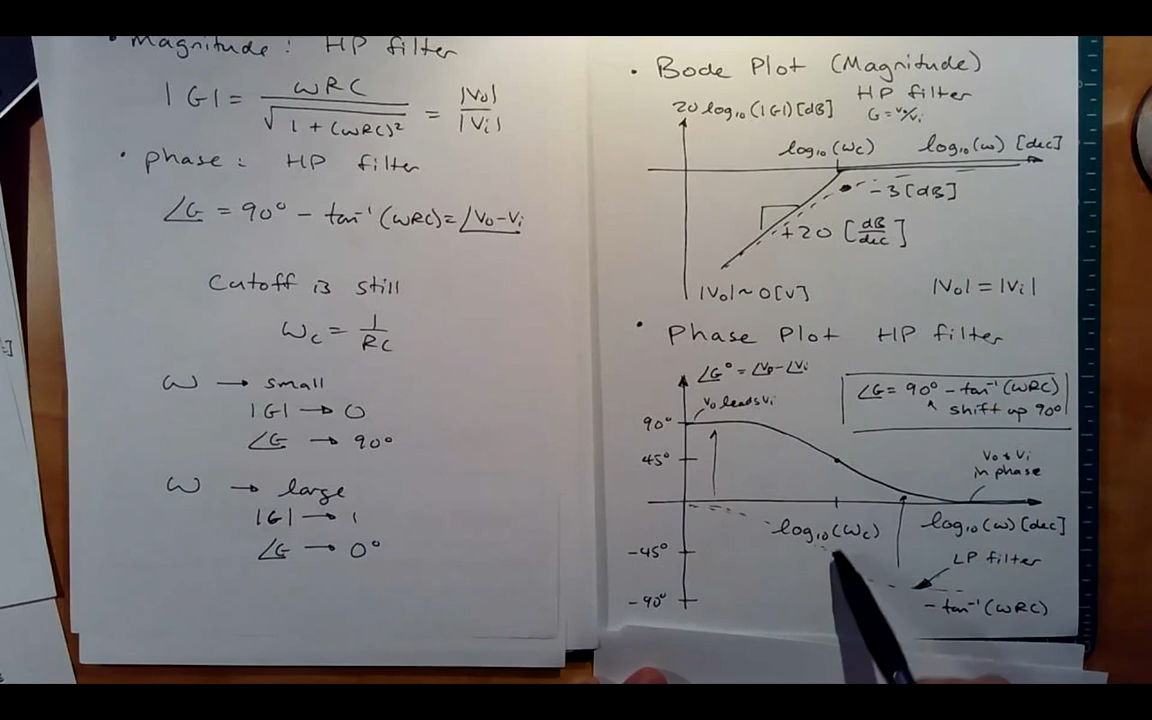 • Magnitude: HP filter
|G| = ωRC / √(1 + (ωRC)²) = |Vo| / |Vi|
• phase: HP filter
∠G = 90° - tan⁻¹(ωRC) = ∠Vo - Vi
Cutoff is still
ωc = 1/RC
ω → small
|G| → 0
∠G → 90°
ω → large
|G| → 1
∠G → 0°
• Bode Plot (Magnitude)
HP filter
20 log₁₀(|G|) [dB]
G = Vo/Vi
log₁₀(ωc)
log₁₀(ω) [dec]
-3 [dB]
+20 [dB/dec]
|Vo| ~ 0[V]
|Vo| = |Vi|
• Phase Plot HP filter
∠G° = ∠Vo - ∠Vi
Vo leads Vi
∠G = 90° - tan⁻¹(ωRC)
^ shift up 90°
90°
45°
Vo & Vi
in phase
log₁₀(ωc)
log₁₀(ω) [dec]
-45°
LP filter
-90°
-tan⁻¹(ωRC)